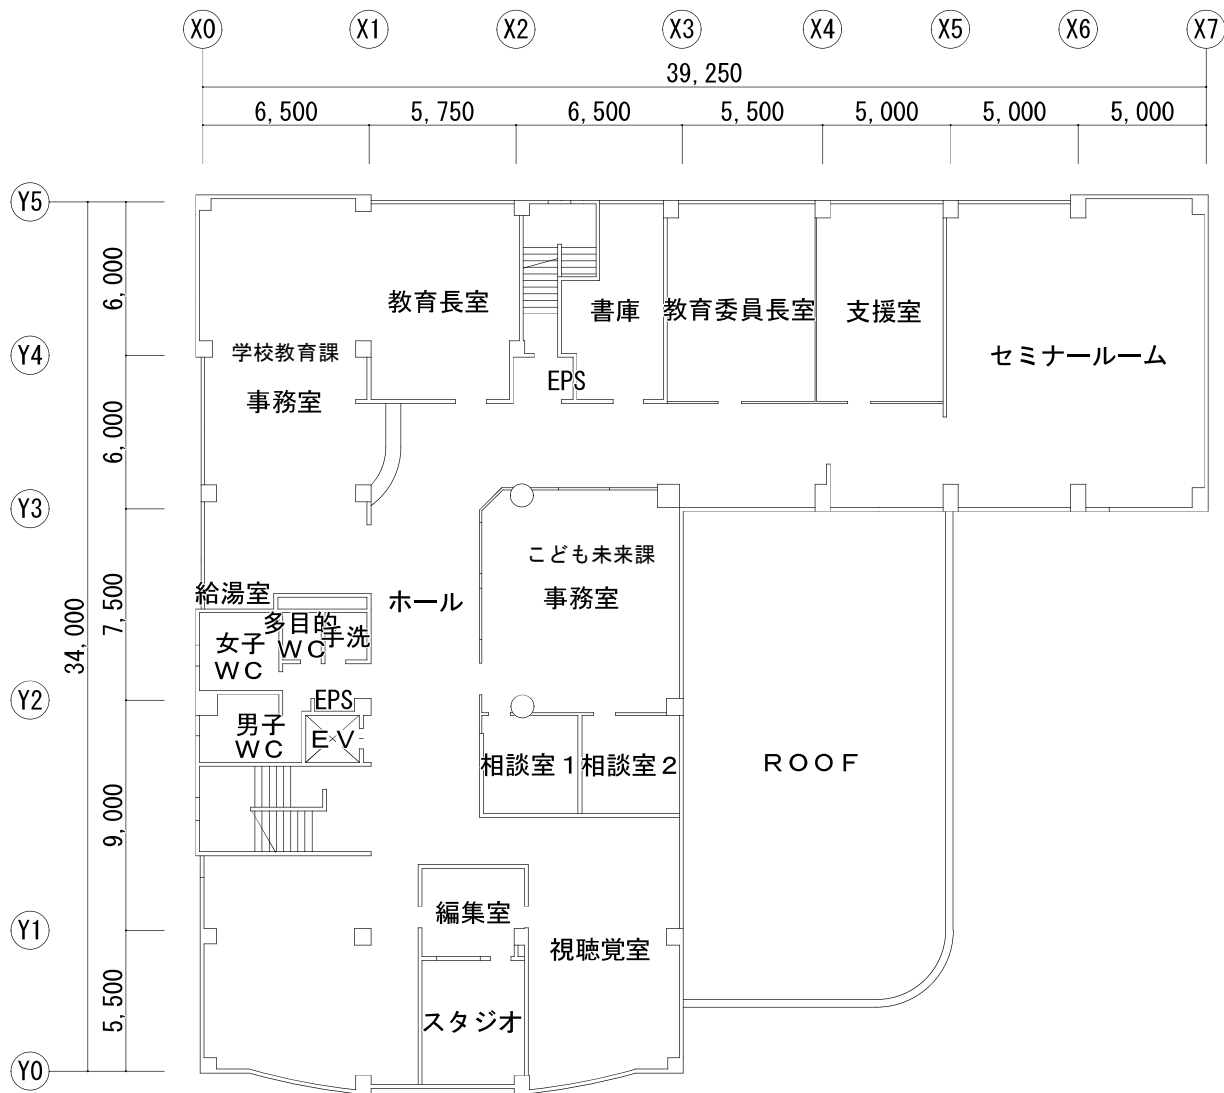 X0 X1 X2 X3 X4 X5 X6 X7
39,250
6,500 5,750 6,500 5,500 5,000 5,000 5,000
Y5
6,000
教育長室
書庫
教育委員長室
支援室
Y4
学校教育課
セミナールーム
EPS
事務室
6,000
Y3
こども未来課
給湯室
ホール
事務室
7,500
34,000
多目的
WC
手洗
女子
WC
Y2
EPS
男子
WC
E×V
相談室1
相談室2
ROOF
9,000
編集室
Y1
視聴覚室
5,500
スタジオ
Y0